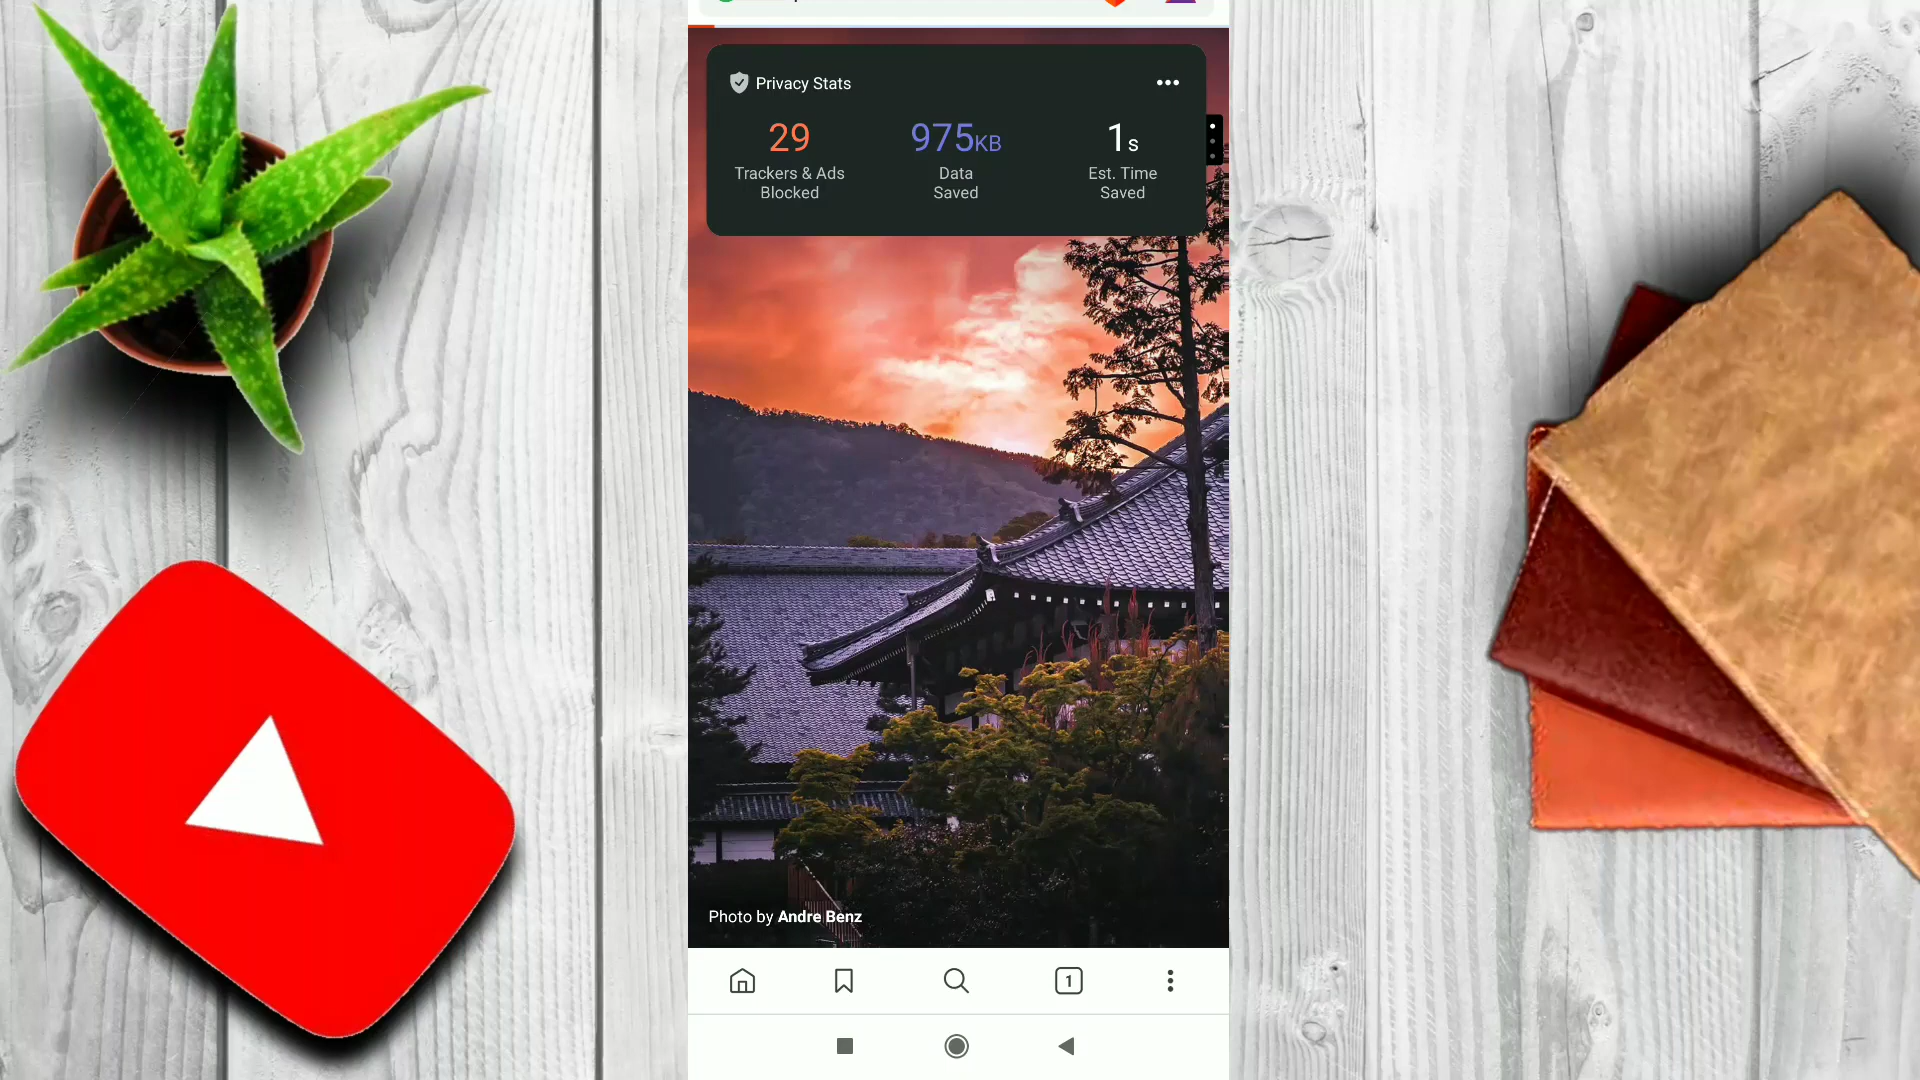 Privacy Stats
29
975KB
1s
Trackers & Ads
Blocked
Data
Saved
Est. Time
Saved
Photo by Andre Benz
1